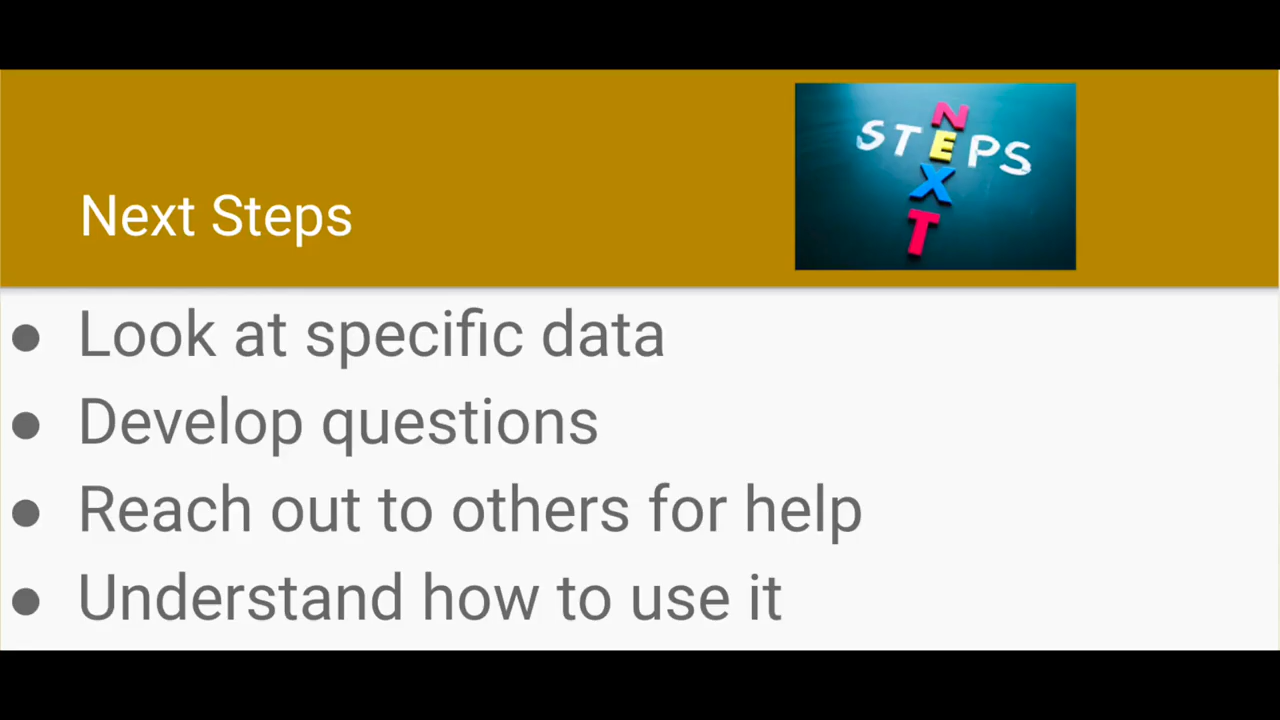 Next Steps
STEPS
NEXT
Look at specific data
Develop questions
Reach out to others for help
Understand how to use it